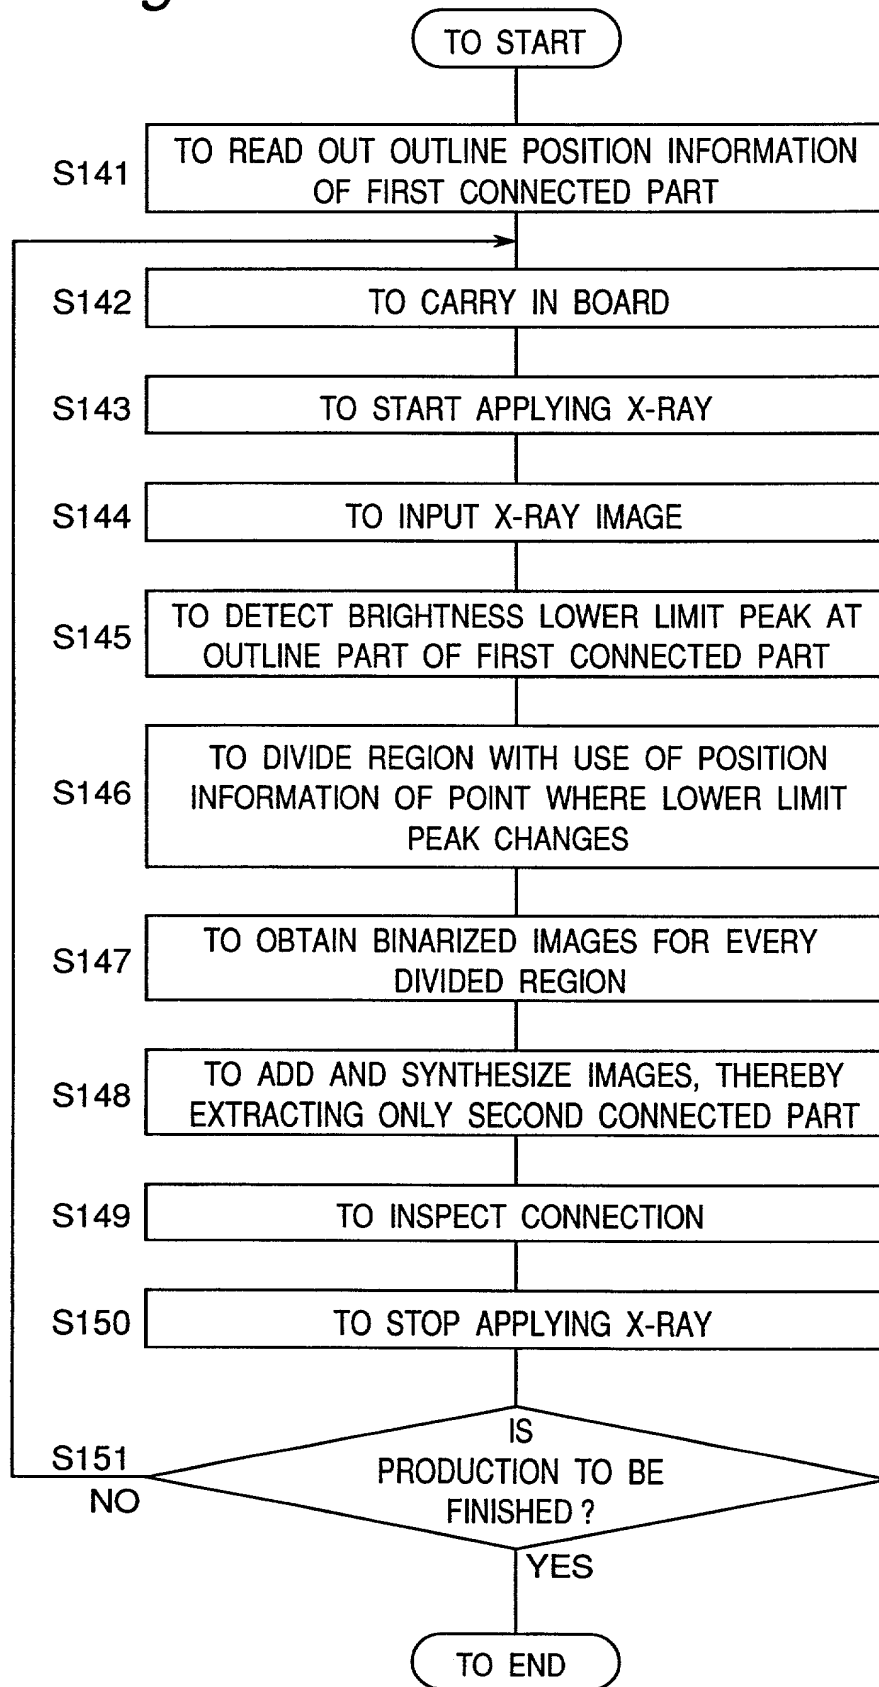 TO START
S141
TO READ OUT OUTLINE POSITION INFORMATION
OF FIRST CONNECTED PART
S142
TO CARRY IN BOARD
S143
TO START APPLYING X-RAY
S144
TO INPUT X-RAY IMAGE
S145
TO DETECT BRIGHTNESS LOWER LIMIT PEAK AT
OUTLINE PART OF FIRST CONNECTED PART
S146
TO DIVIDE REGION WITH USE OF POSITION
INFORMATION OF POINT WHERE LOWER LIMIT
PEAK CHANGES
S147
TO OBTAIN BINARIZED IMAGES FOR EVERY
DIVIDED REGION
S148
TO ADD AND SYNTHESIZE IMAGES, THEREBY
EXTRACTING ONLY SECOND CONNECTED PART
S149
TO INSPECT CONNECTION
S150
TO STOP APPLYING X-RAY
S151
IS
PRODUCTION TO BE
FINISHED ?
NO
YES
TO END